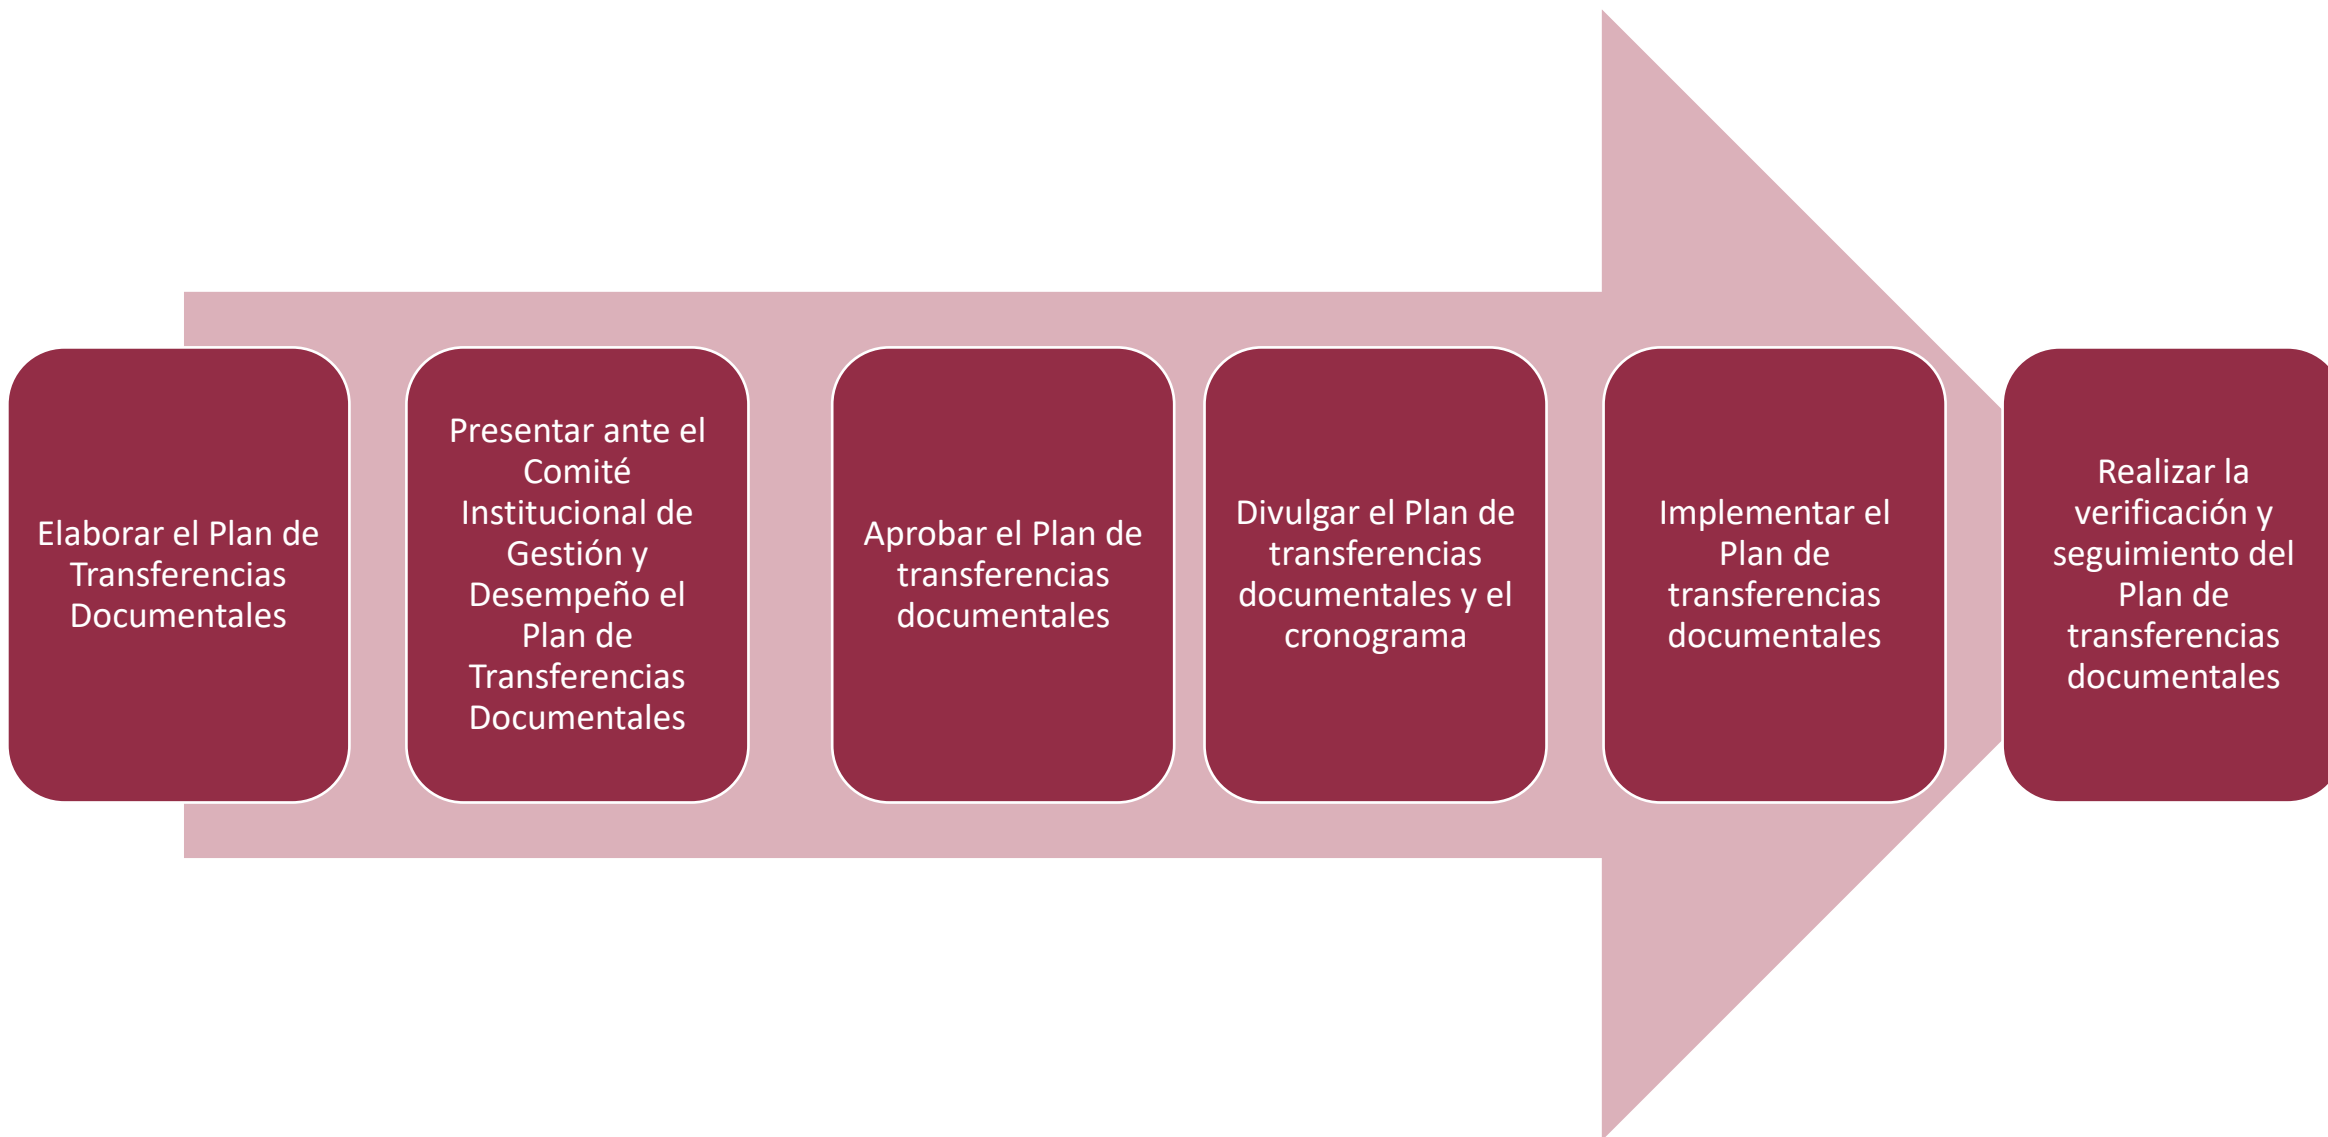 Elaborar el Plan de
Transferencias
Documentales
Presentar ante el
Comité
Institucional de
Gestión y
Desempeño el
Plan de
Transferencias
Documentales
Aprobar el Plan de
transferencias
documentales
Divulgar el Plan de
transferencias
documentales y el
cronograma
Implementar el
Plan de
transferencias
documentales
Realizar la
verificación y
seguimiento del
Plan de
transferencias
documentales